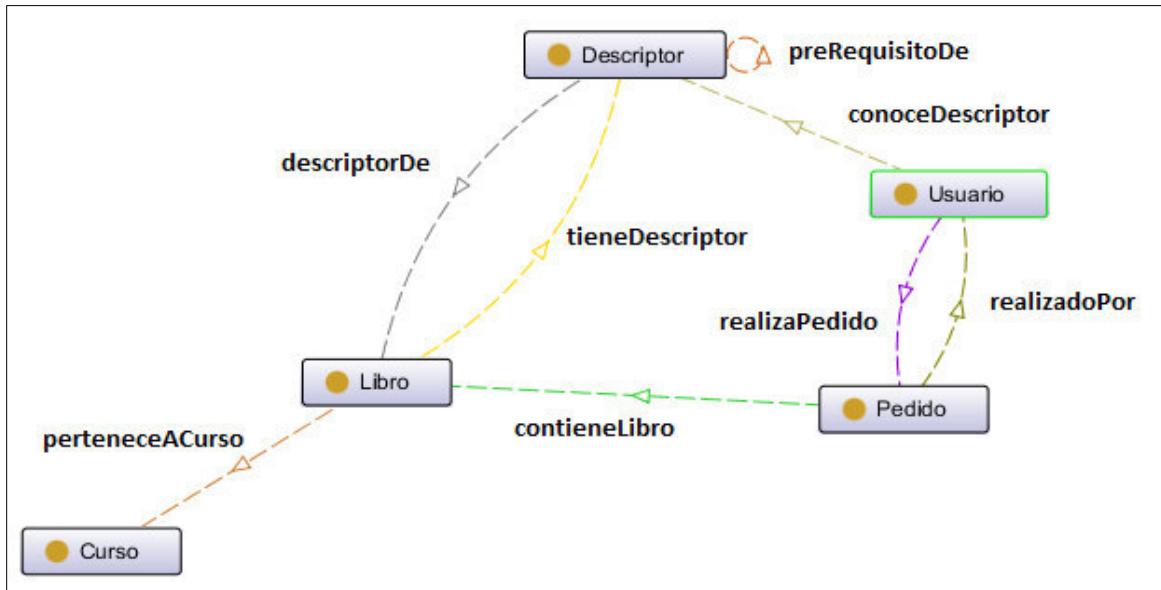 Descriptor
preRequisitoDe
conoceDescriptor
descriptorDe
Usuario
tieneDescriptor
realizaPedido
realizadoPor
Libro
Pedido
contieneLibro
perteneceACurso
Curso